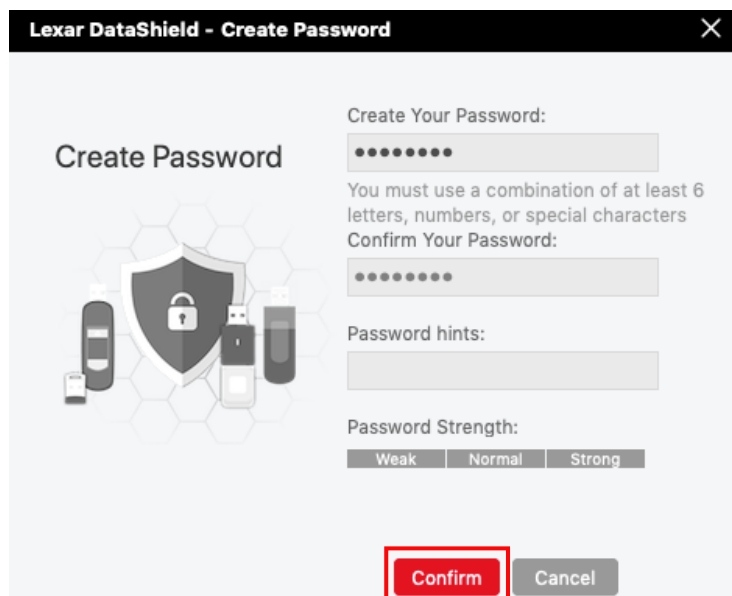 Lexar DataShield - Create Password
Create Password
Create Your Password:
You must use a combination of at least 6
letters, numbers, or special characters
Confirm Your Password:
Password hints:
Password Strength:
Weak Normal Strong
Confirm Cancel